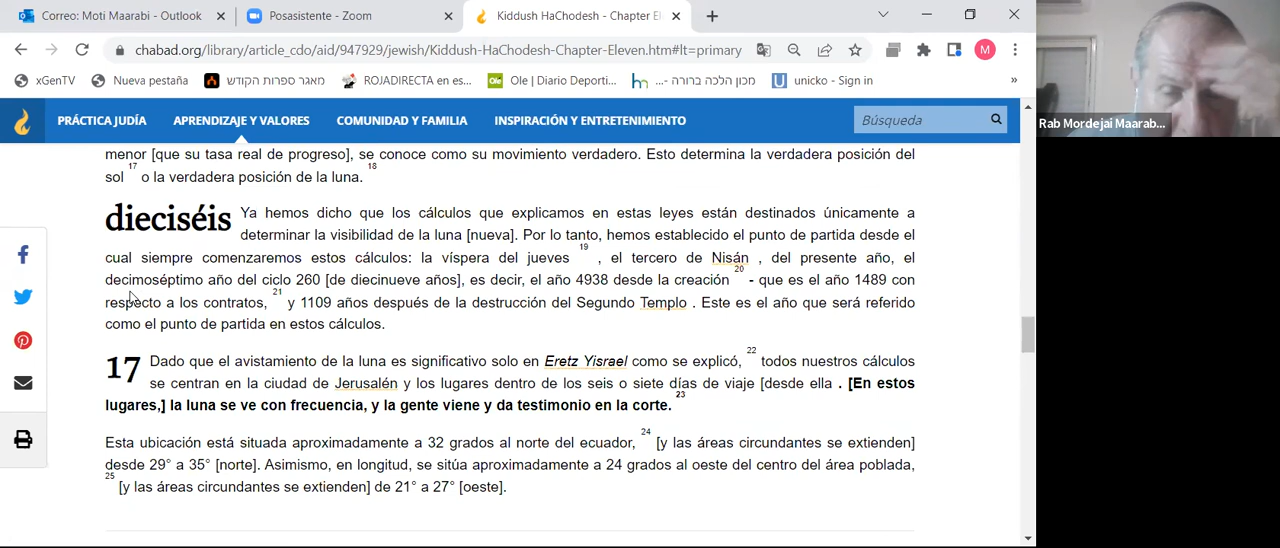 Correo: Moti Maarabi - Outlook
Posasistente - Zoom
Kiddush HaChodesh - Chapter El
chabad.org/library/article_cdo/aid/947929/jewish/Kiddush-HaChodesh-Chapter-Eleven.htm#lt=primary
M
xGenTV
Nueva pestaña
מאגר ספרות הקודש
ROJADIRECTA en es...
Ole | Diario Deporti...
מכון הלכה ברורה -...
unicko - Sign in
»
PRÁCTICA JUDÍA
APRENDIZAJE Y VALORES
COMUNIDAD Y FAMILIA
INSPIRACIÓN Y ENTRETENIMIENTO
Búsqueda
Rab Mordejai Maarab...
menor [que su tasa real de progreso], se conoce como su movimiento verdadero. Esto determina la verdadera posición del
sol 17 o la verdadera posición de la luna. 18
dieciséis Ya hemos dicho que los cálculos que explicamos en estas leyes están destinados únicamente a
determinar la visibilidad de la luna [nueva]. Por lo tanto, hemos establecido el punto de partida desde el
cual siempre comenzaremos estos cálculos: la víspera del jueves 19 , el tercero de Nisán , del presente año, el
decimoséptimo año del ciclo 260 [de diecinueve años], es decir, el año 4938 desde la creación 20 - que es el año 1489 con
respecto a los contratos, 21 y 1109 años después de la destrucción del Segundo Templo . Este es el año que será referido
como el punto de partida en estos cálculos.
17 Dado que el avistamiento de la luna es significativo solo en Eretz Yisrael como se explicó, 22 todos nuestros cálculos
se centran en la ciudad de Jerusalén y los lugares dentro de los seis o siete días de viaje [desde ella . [En estos
lugares,] la luna se ve con frecuencia, y la gente viene y da testimonio en la corte. 23
Esta ubicación está situada aproximadamente a 32 grados al norte del ecuador, 24 [y las áreas circundantes se extienden]
desde 29° a 35° [norte]. Asimismo, en longitud, se sitúa aproximadamente a 24 grados al oeste del centro del área poblada,
25 [y las áreas circundantes se extienden] de 21° a 27° [oeste].